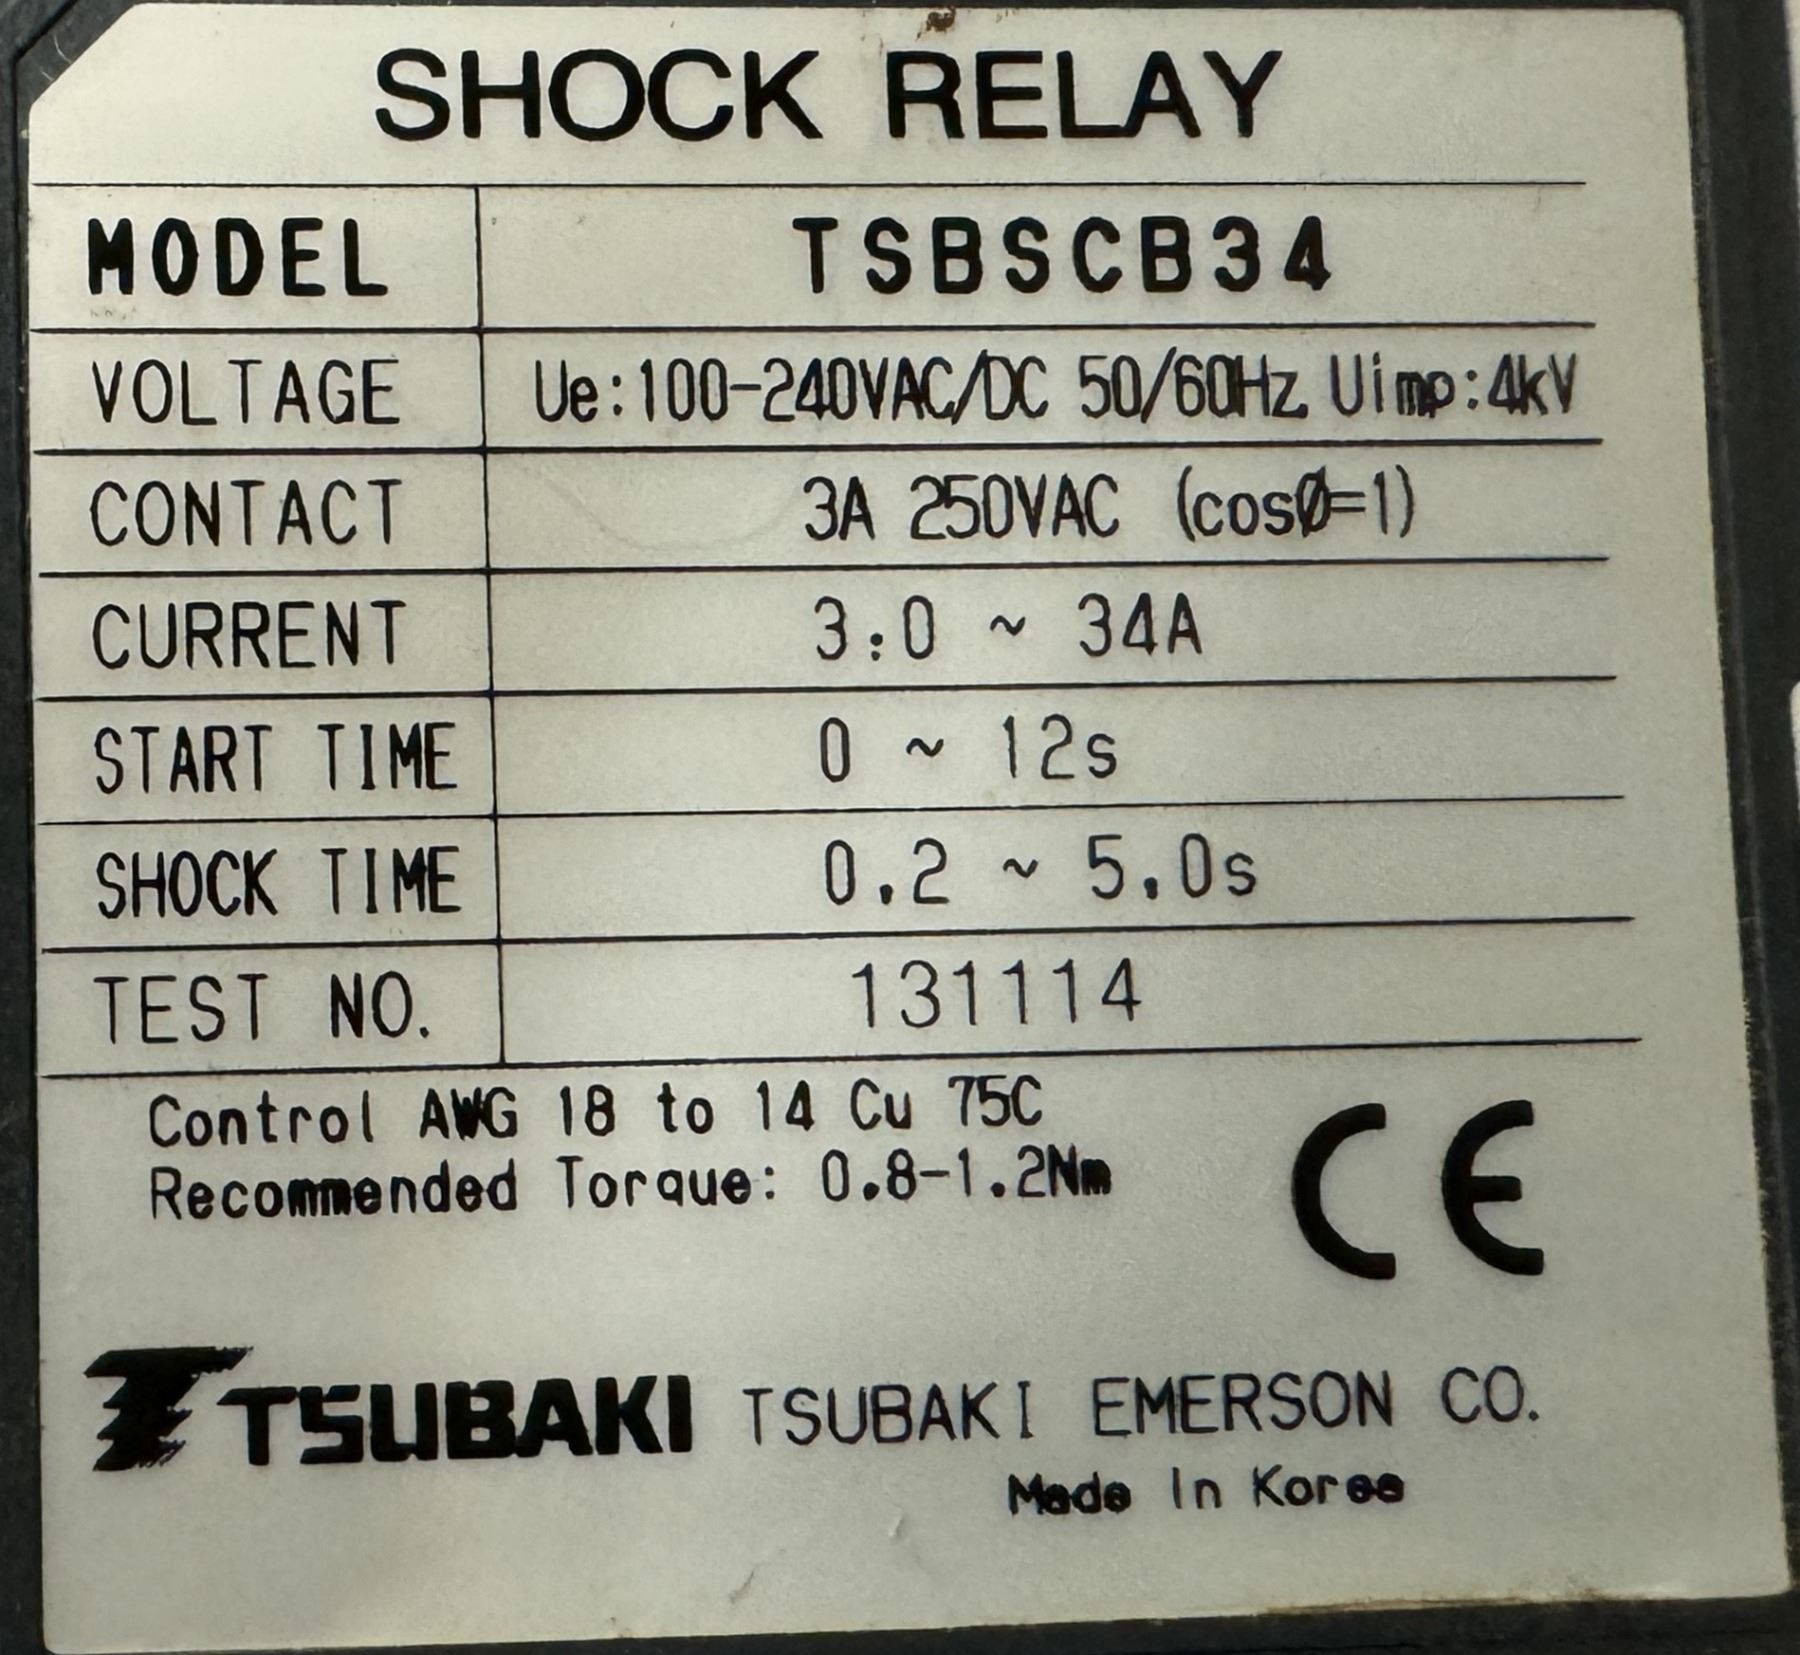 SHOCK RELAY
MODEL TSBSCB34
VOLTAGE Ue:100-240VAC/DC 50/60Hz Uimp:4kV
CONTACT 3A 250VAC (cosØ=1)
CURRENT 3.0 ~ 34A
START TIME 0 ~ 12s
SHOCK TIME 0.2 ~ 5.0s
TEST NO. 131114
Control AWG 18 to 14 Cu 75C
Recommended Torque: 0.8-1.2Nm
CE
TSUBAKI TSUBAKI EMERSON CO.
Made In Korea